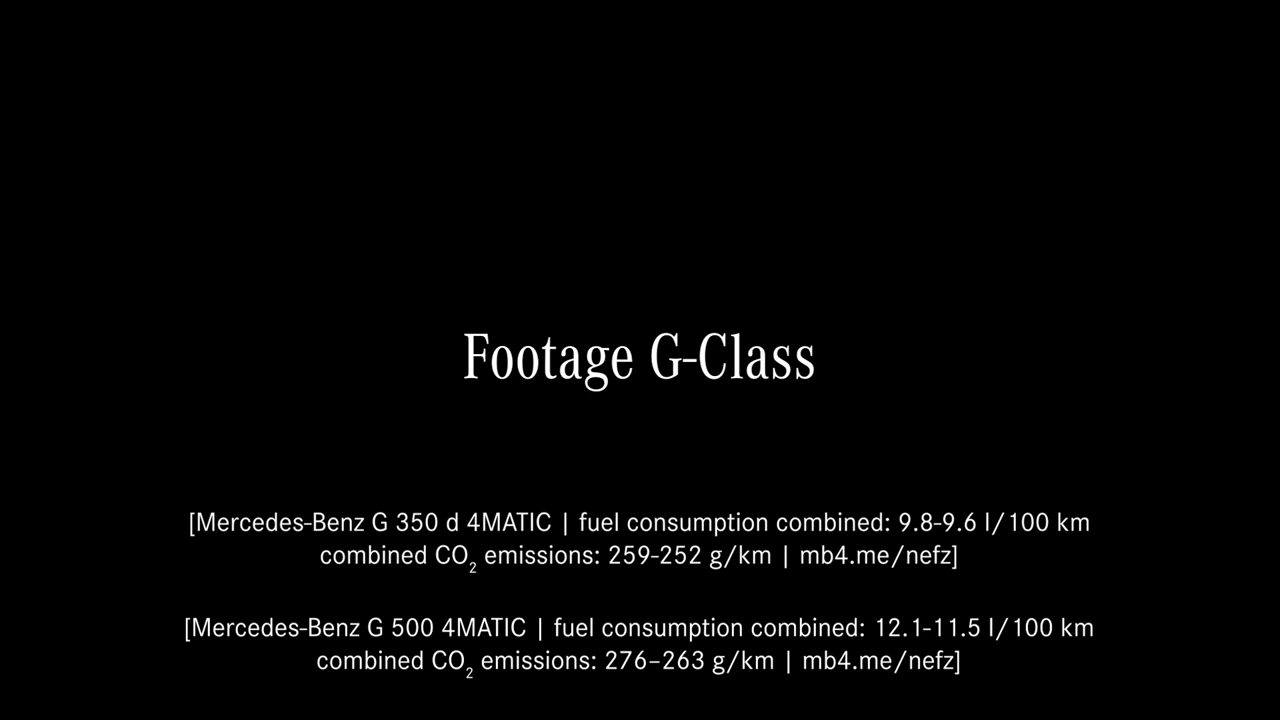 Footage G-Class
[Mercedes-Benz G 350 d 4MATIC | fuel consumption combined: 9.8-9.6 l/100 km
combined CO₂ emissions: 259-252 g/km | mb4.me/nefz]
[Mercedes-Benz G 500 4MATIC | fuel consumption combined: 12.1-11.5 l/100 km
combined CO₂ emissions: 276–263 g/km | mb4.me/nefz]